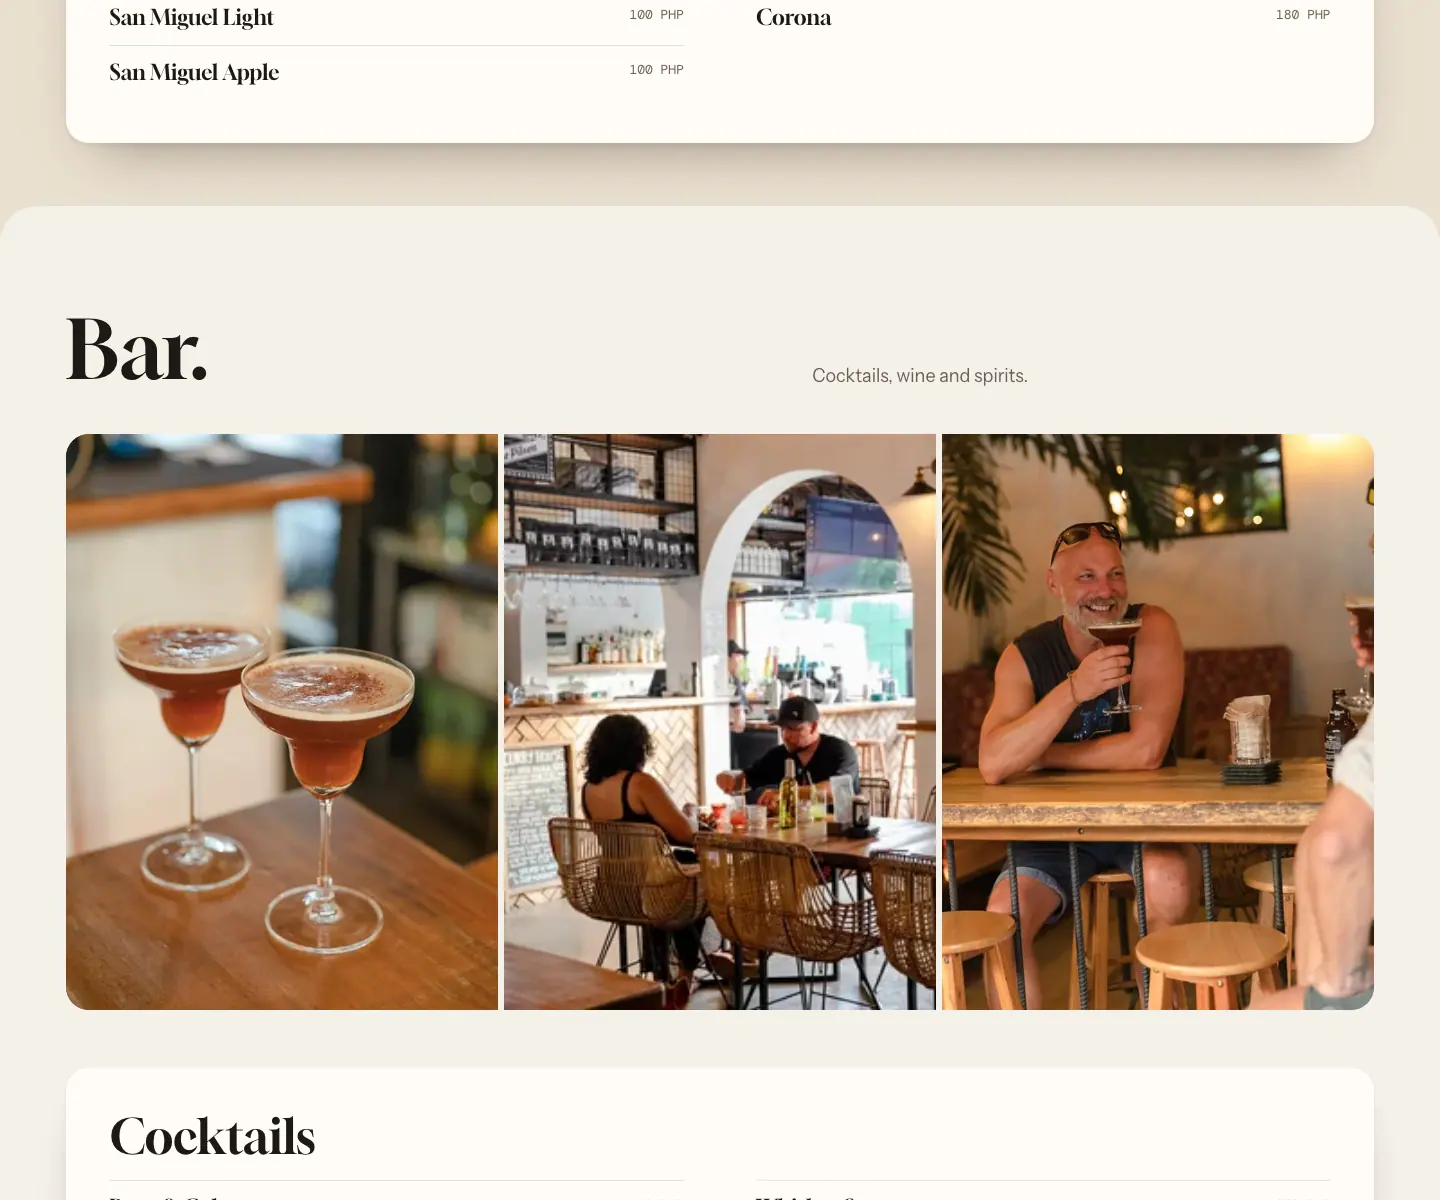 San Miguel Light 100 PHP
Corona 180 PHP
San Miguel Apple 100 PHP
Bar.
Cocktails, wine and spirits.
Cocktails